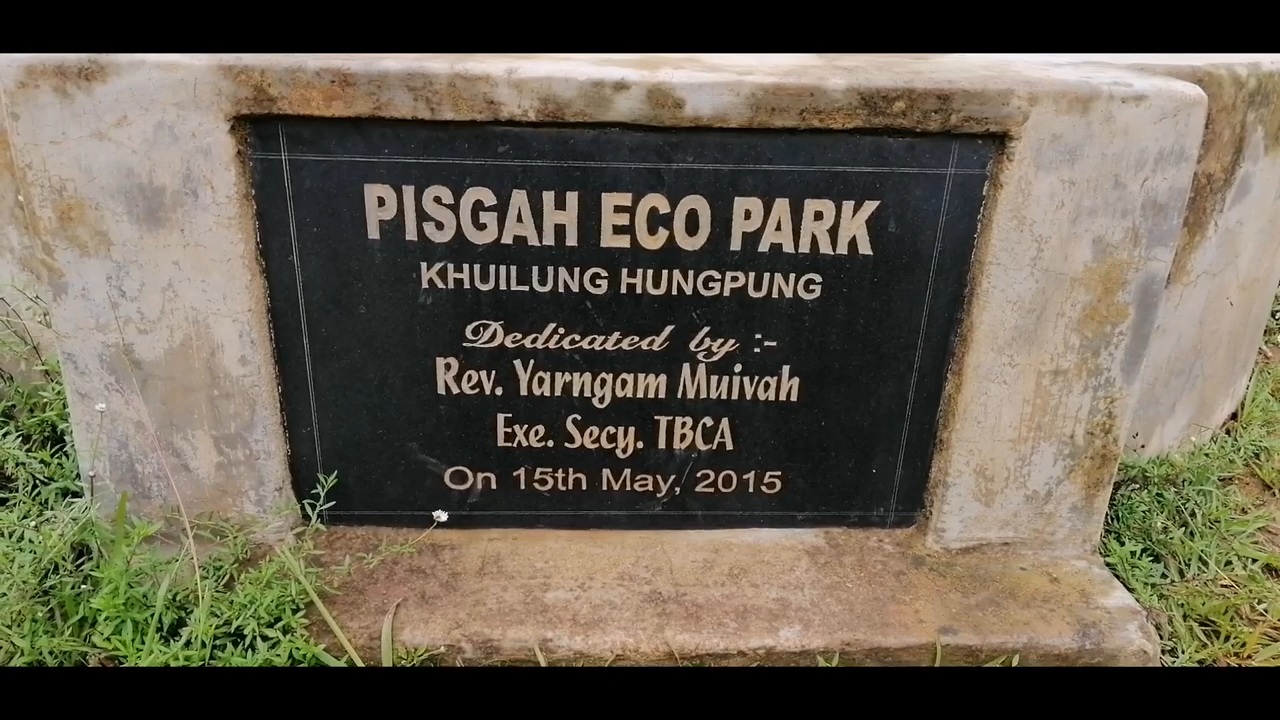 PISGAH ECO PARK
KHUILUNG HUNGPUNG
Dedicated by :-
Rev. Yarngam Muivah
Exe. Secy. TBCA
On 15th May, 2015